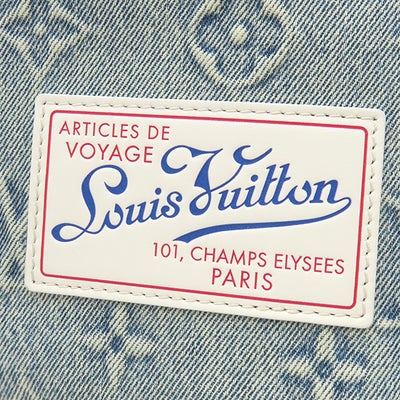 ARTICLES DE
VOYAGE
Louis Vuitton
101, CHAMPS ELYSEES
PARIS